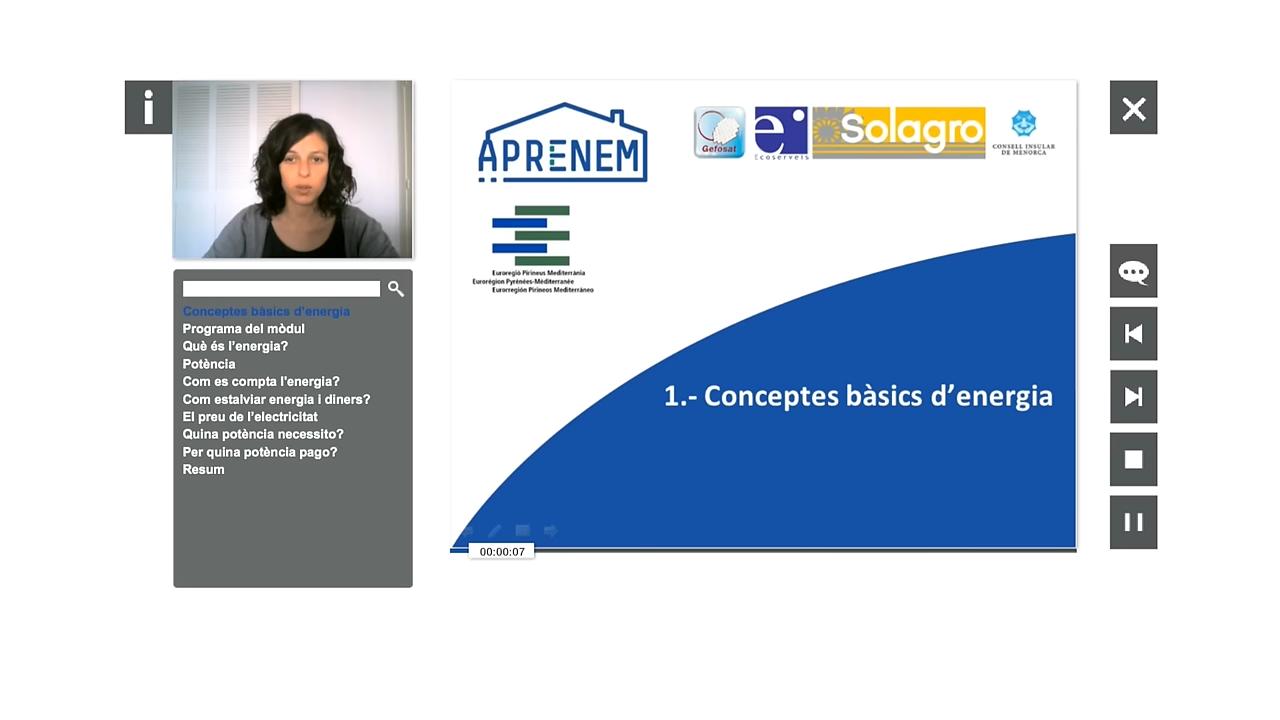 i
APRENEM
Gefosat
e
Ecoserveis
Solagro
CONSELL INSULAR
DE MENORCA
Euroregió Pirineus Mediterrània
Eurorégion Pyrénées-Méditerranée
Eurorregión Pirineos Mediterráneo
Conceptes bàsics d'energia
Programa del mòdul
Què és l'energia?
Potència
Com es compta l'energia?
Com estalviar energia i diners?
El preu de l'electricitat
Quina potència necessito?
Per quina potència pago?
Resum
1.- Conceptes bàsics d'energia
00:00:07